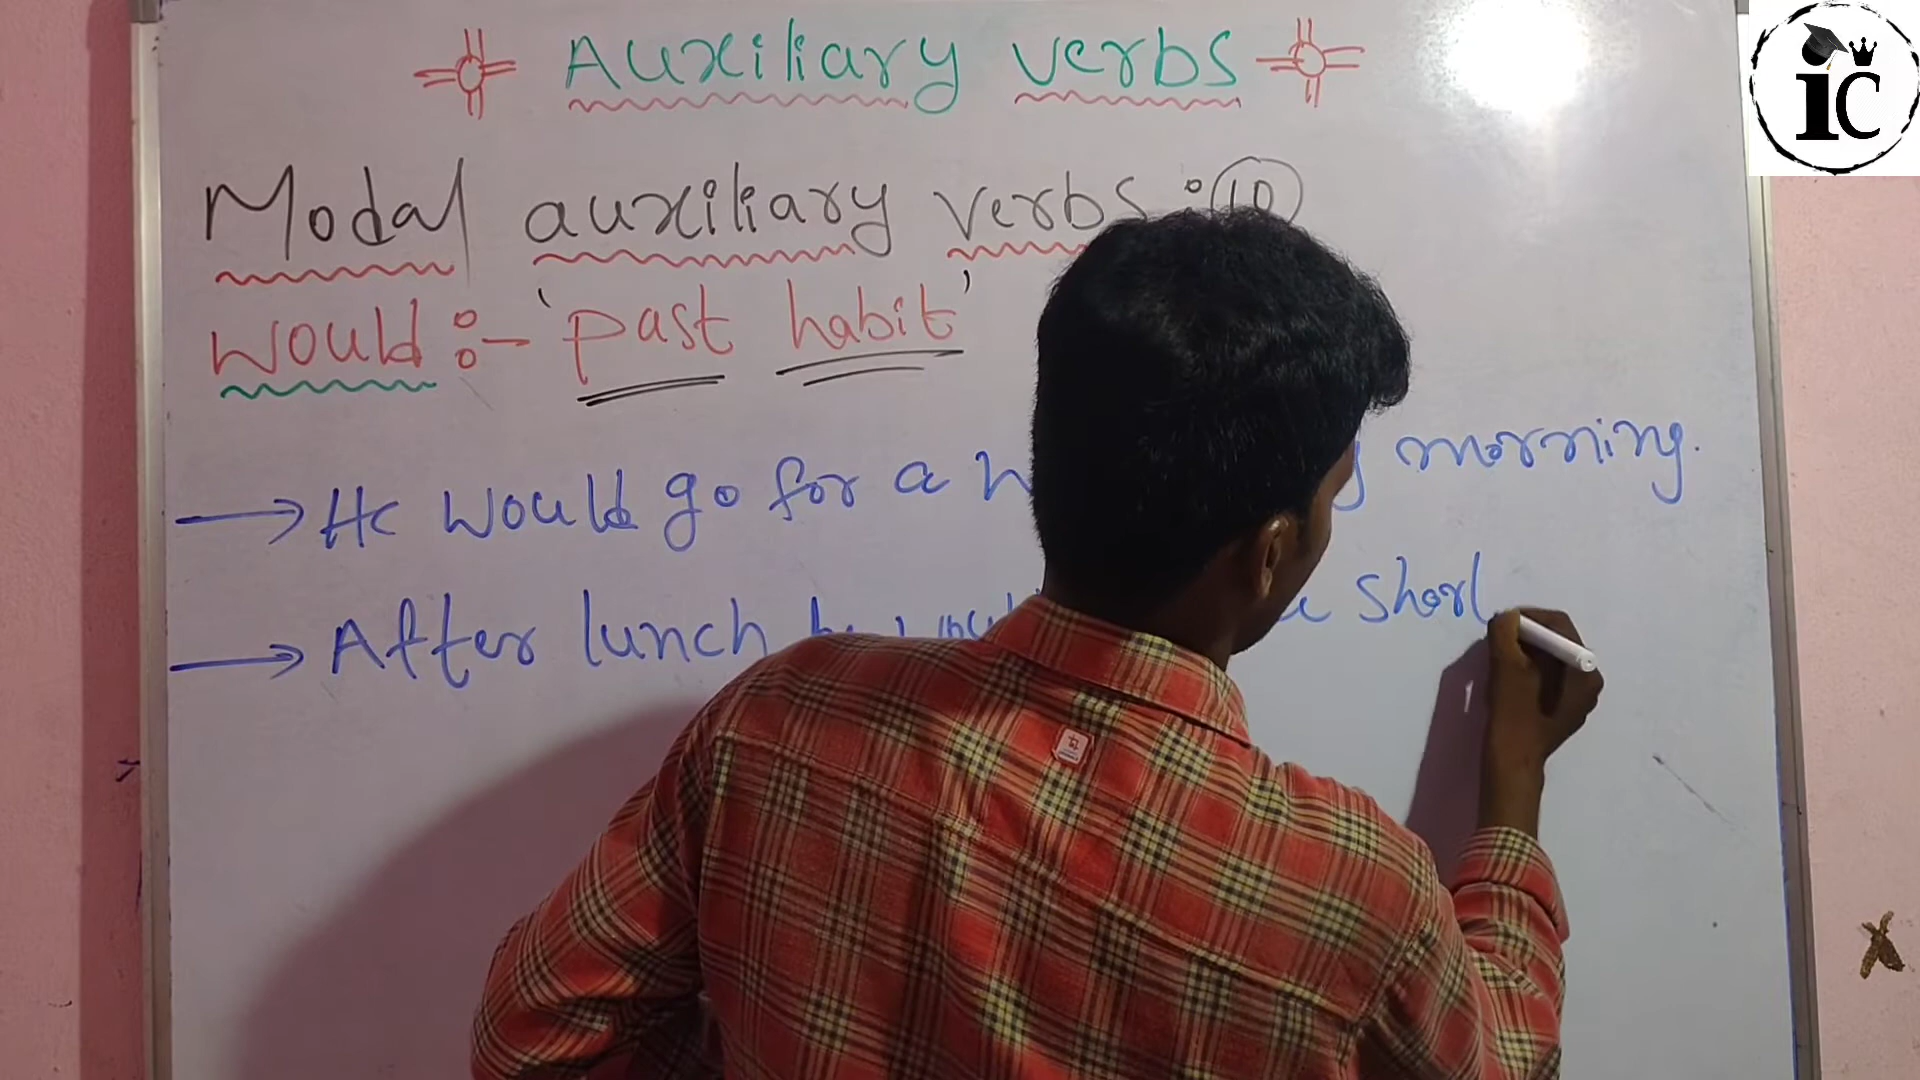 Auxiliary verbs
Modal auxiliary verbs : 10
would :- 'past habit'
→ He would go for a morning.
→ After lunch short
iC